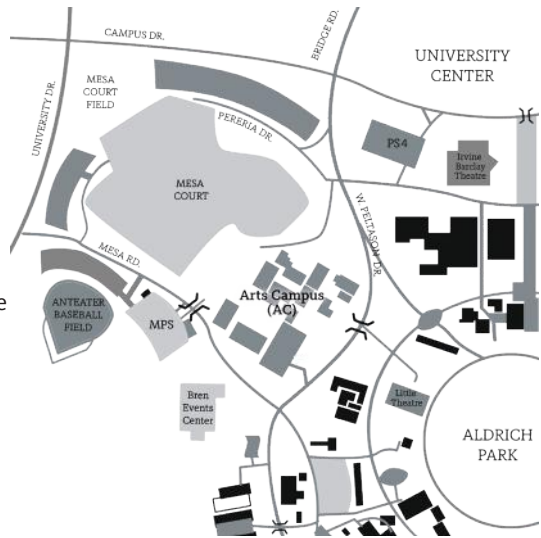 CAMPUS DR.
BRIDGE RD.
UNIVERSITY
CENTER
UNIVERSITY DR.
MESA
COURT
FIELD
PERERIA DR.
PS4
Irvine
Barclay
Theatre
MESA
COURT
W. PELTASON DR.
MESA RD.
e
ANTEATER
BASEBALL
FIELD
MPS
Arts Campus
(AC)
Bren
Events
Center
Little
Theatre
ALDRICH
PARK